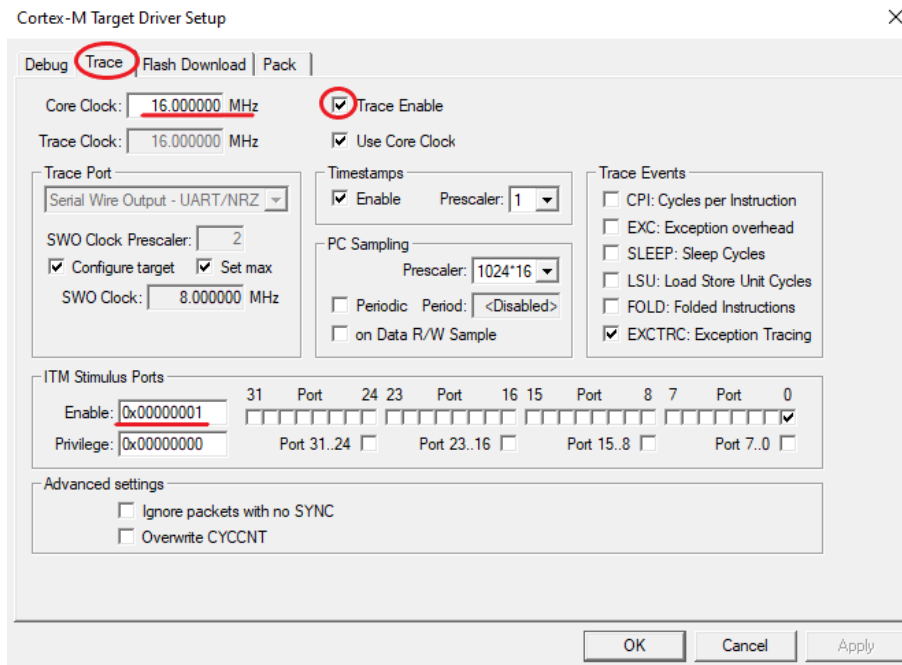 Cortex-M Target Driver Setup
Debug Trace Flash Download Pack
Core Clock: 16.000000 MHz Trace Enable
Trace Clock: 16.000000 MHz Use Core Clock
Trace Port Timestamps Trace Events
Serial Wire Output - UART/NRZ Enable Prescaler: 1 CPI: Cycles per Instruction
EXC: Exception overhead
SWO Clock Prescaler: 2 PC Sampling SLEEP: Sleep Cycles
Configure target Set max Prescaler: 1024*16 LSU: Load Store Unit Cycles
SWO Clock: 8.000000 MHz Periodic Period: <Disabled> FOLD: Folded Instructions
on Data R/W Sample EXCTRC: Exception Tracing
ITM Stimulus Ports
31 Port 24 23 Port 16 15 Port 8 7 Port 0
Enable: 0x00000001
Privilege: 0x00000000 Port 31..24 Port 23..16 Port 15..8 Port 7..0
Advanced settings
Ignore packets with no SYNC
Overwrite CYCCNT
OK Cancel Apply